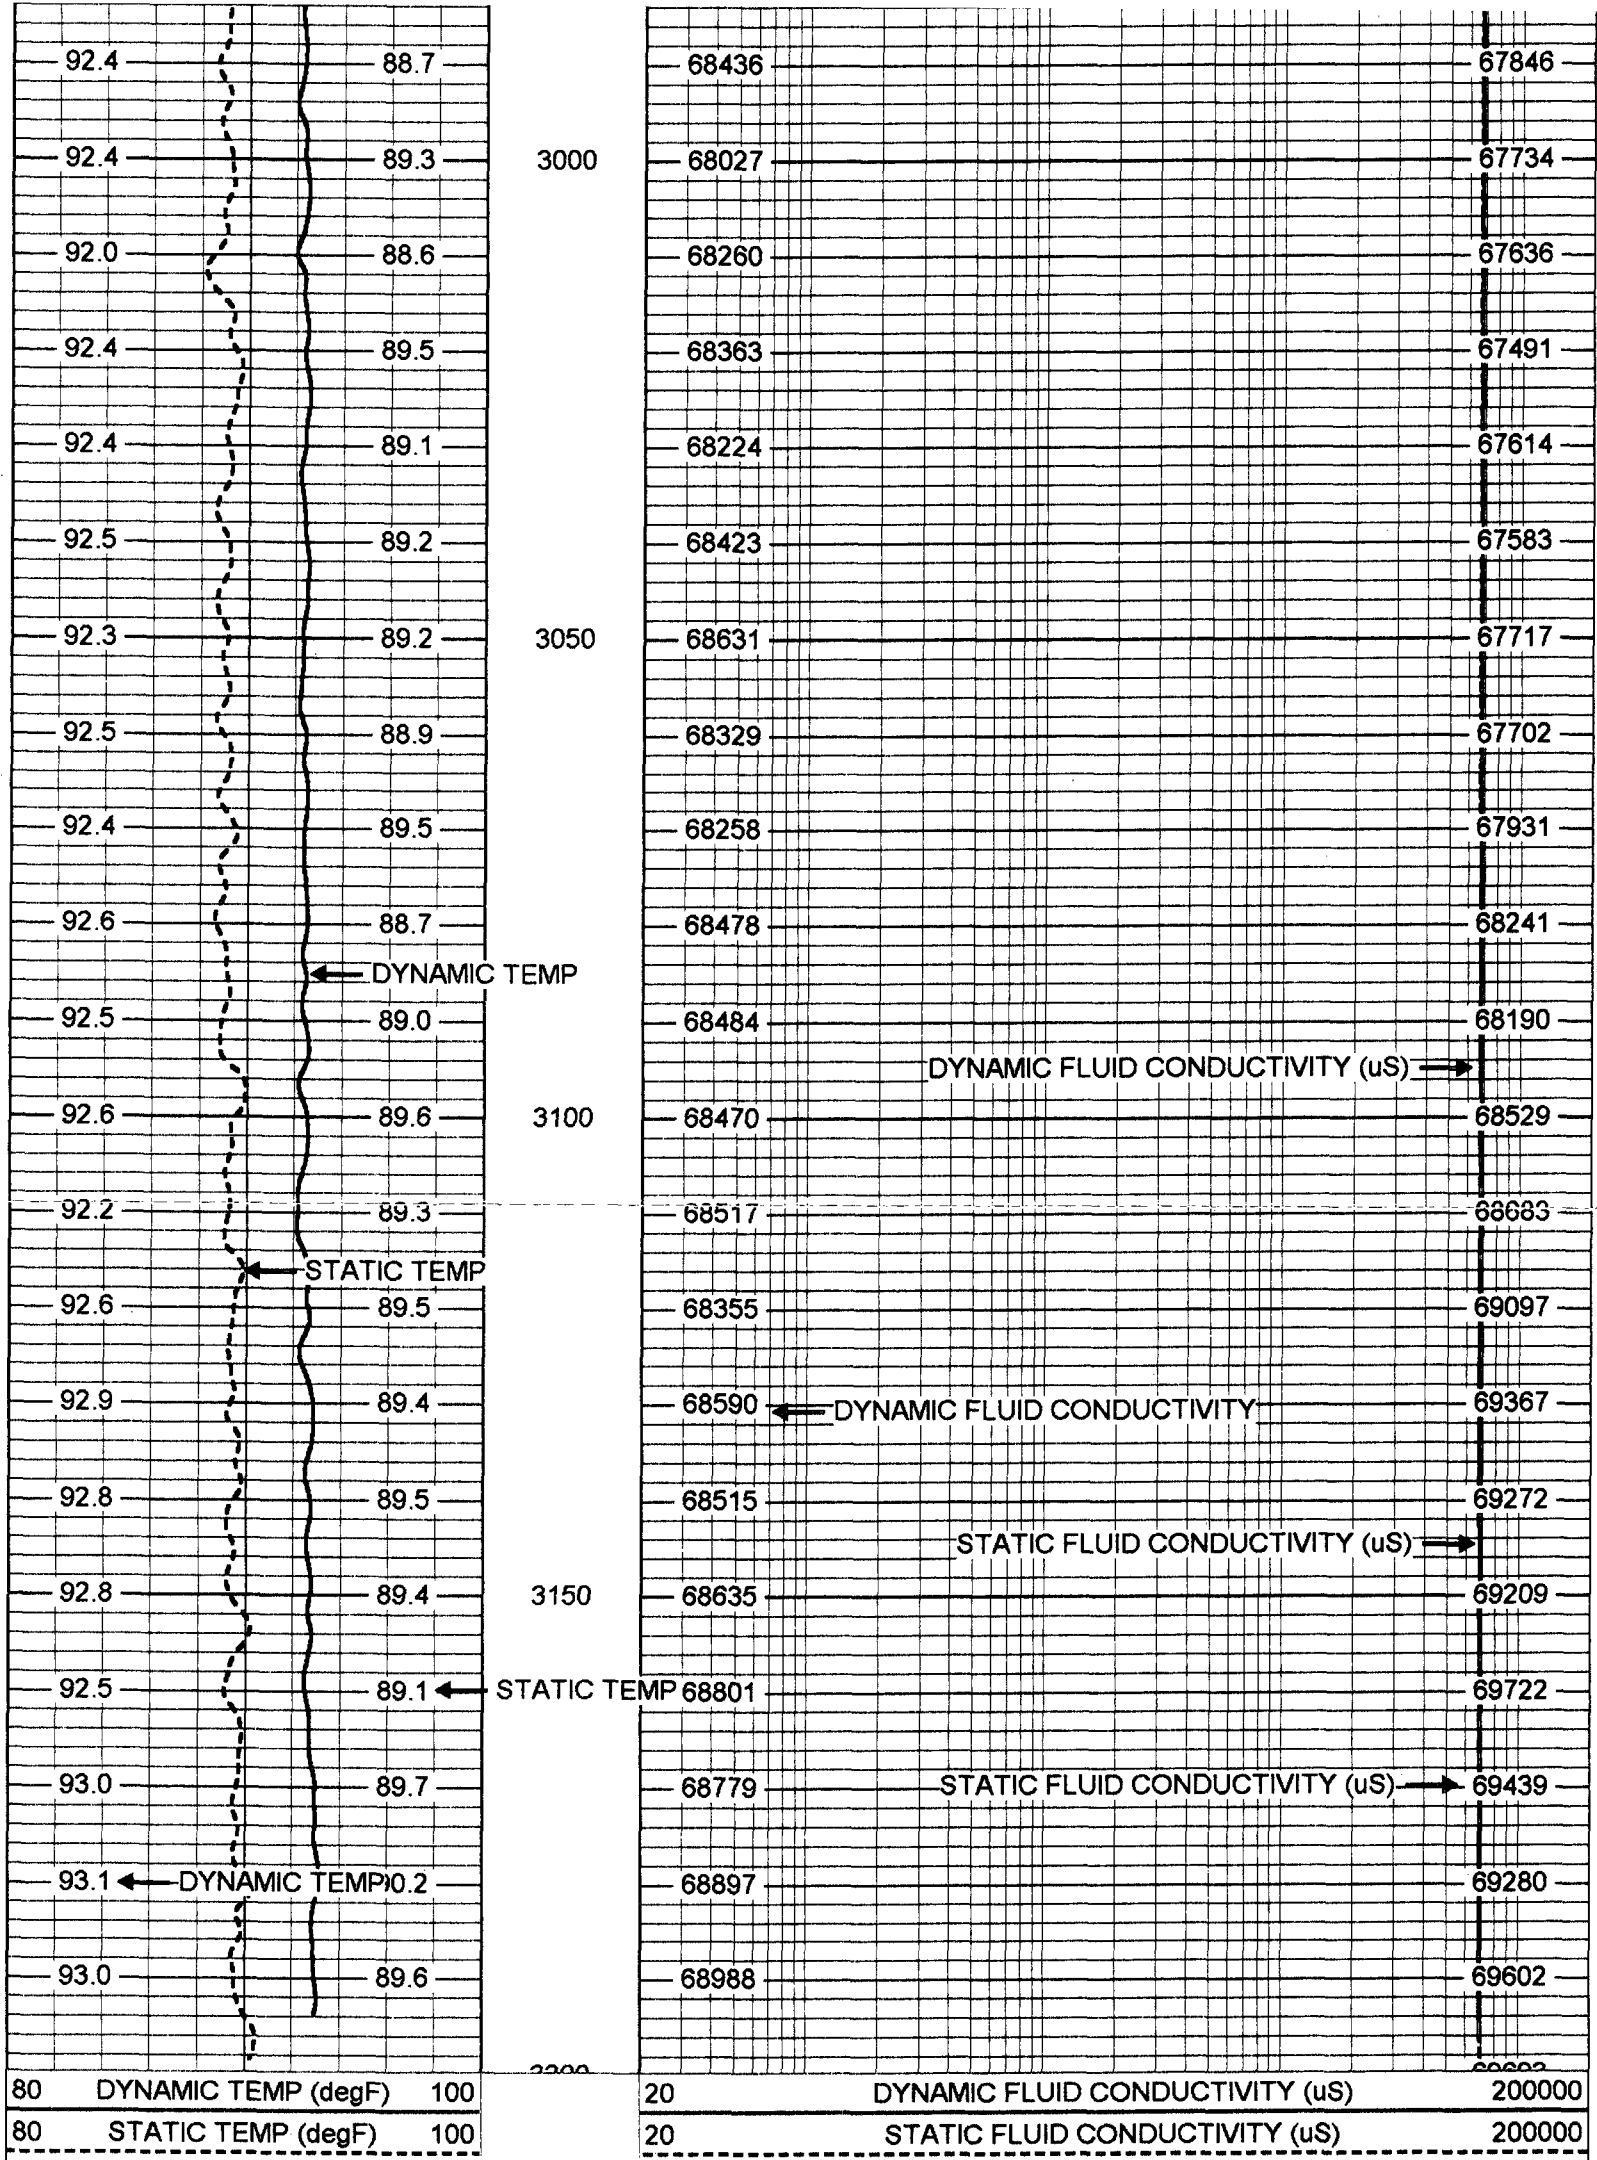 92.4 88.7 68436 67846
92.4 89.3 3000 68027 67734
92.0 88.6 68260 67636
92.4 89.5 68363 67491
92.4 89.1 68224 67614
92.5 89.2 68423 67583
92.3 89.2 3050 68631 67717
92.5 88.9 68329 67702
92.4 89.5 68258 67931
92.6 88.7 68478 68241
DYNAMIC TEMP
92.5 89.0 68484 68190
DYNAMIC FLUID CONDUCTIVITY (uS)
92.6 89.6 3100 68470 68529
92.2 89.3 68517 68683
STATIC TEMP
92.6 89.5 68355 69097
92.9 89.4 68590 DYNAMIC FLUID CONDUCTIVITY 69367
92.8 89.5 68515 69272
STATIC FLUID CONDUCTIVITY (uS)
92.8 89.4 3150 68635 69209
92.5 89.1 STATIC TEMP 68801 69722
93.0 89.7 68779 STATIC FLUID CONDUCTIVITY (uS) 69439
93.1 DYNAMIC TEMP 0.2 68897 69280
93.0 89.6 68988 69602
3200
80 DYNAMIC TEMP (degF) 100 20 DYNAMIC FLUID CONDUCTIVITY (uS) 200000
80 STATIC TEMP (degF) 100 20 STATIC FLUID CONDUCTIVITY (uS) 200000